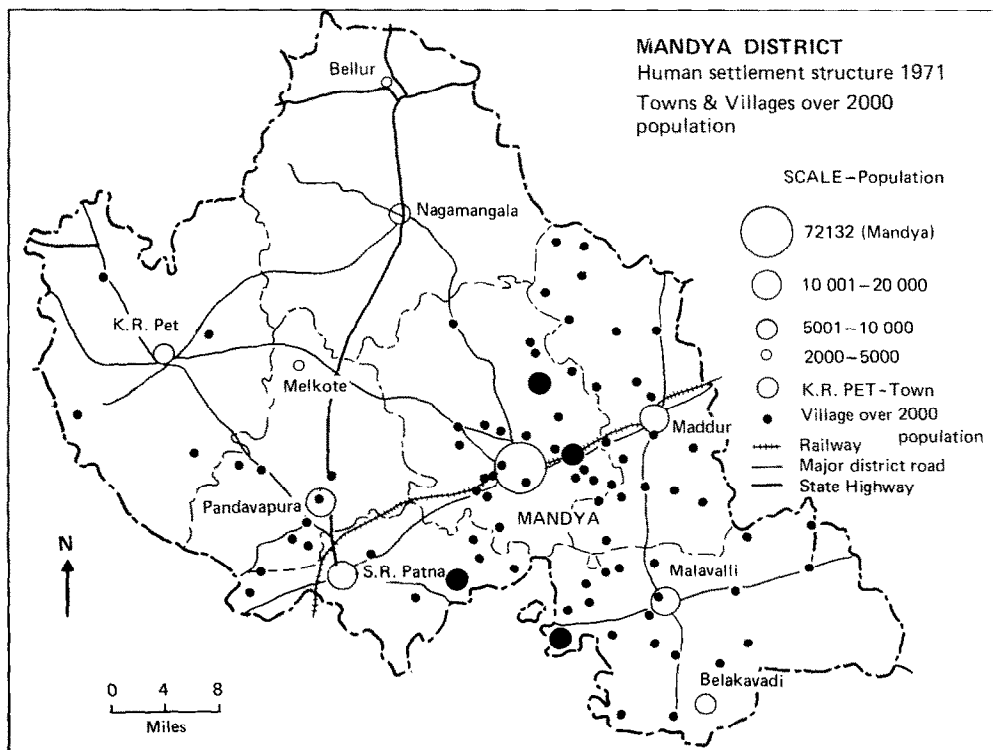 MANDYA DISTRICT
Human settlement structure 1971
Towns & Villages over 2000
population
SCALE–Population
72132 (Mandya)
10 001–20 000
5001–10 000
2000–5000
K.R. PET–Town
Village over 2000
population
Railway
Major district road
State Highway
Bellur
Nagamangala
K.R. Pet
Melkote
Maddur
Pandavapura
MANDYA
S.R. Patna
Malavalli
Belakavadi
N
0 4 8
Miles